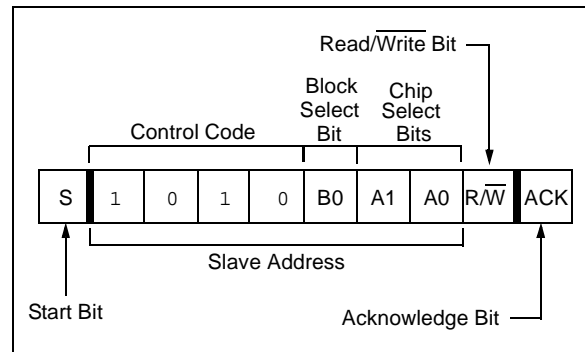 Read/Write Bit
Block Select Bit
Chip Select Bits
Control Code
S 1 0 1 0 B0 A1 A0 R/W ACK
Slave Address
Start Bit
Acknowledge Bit